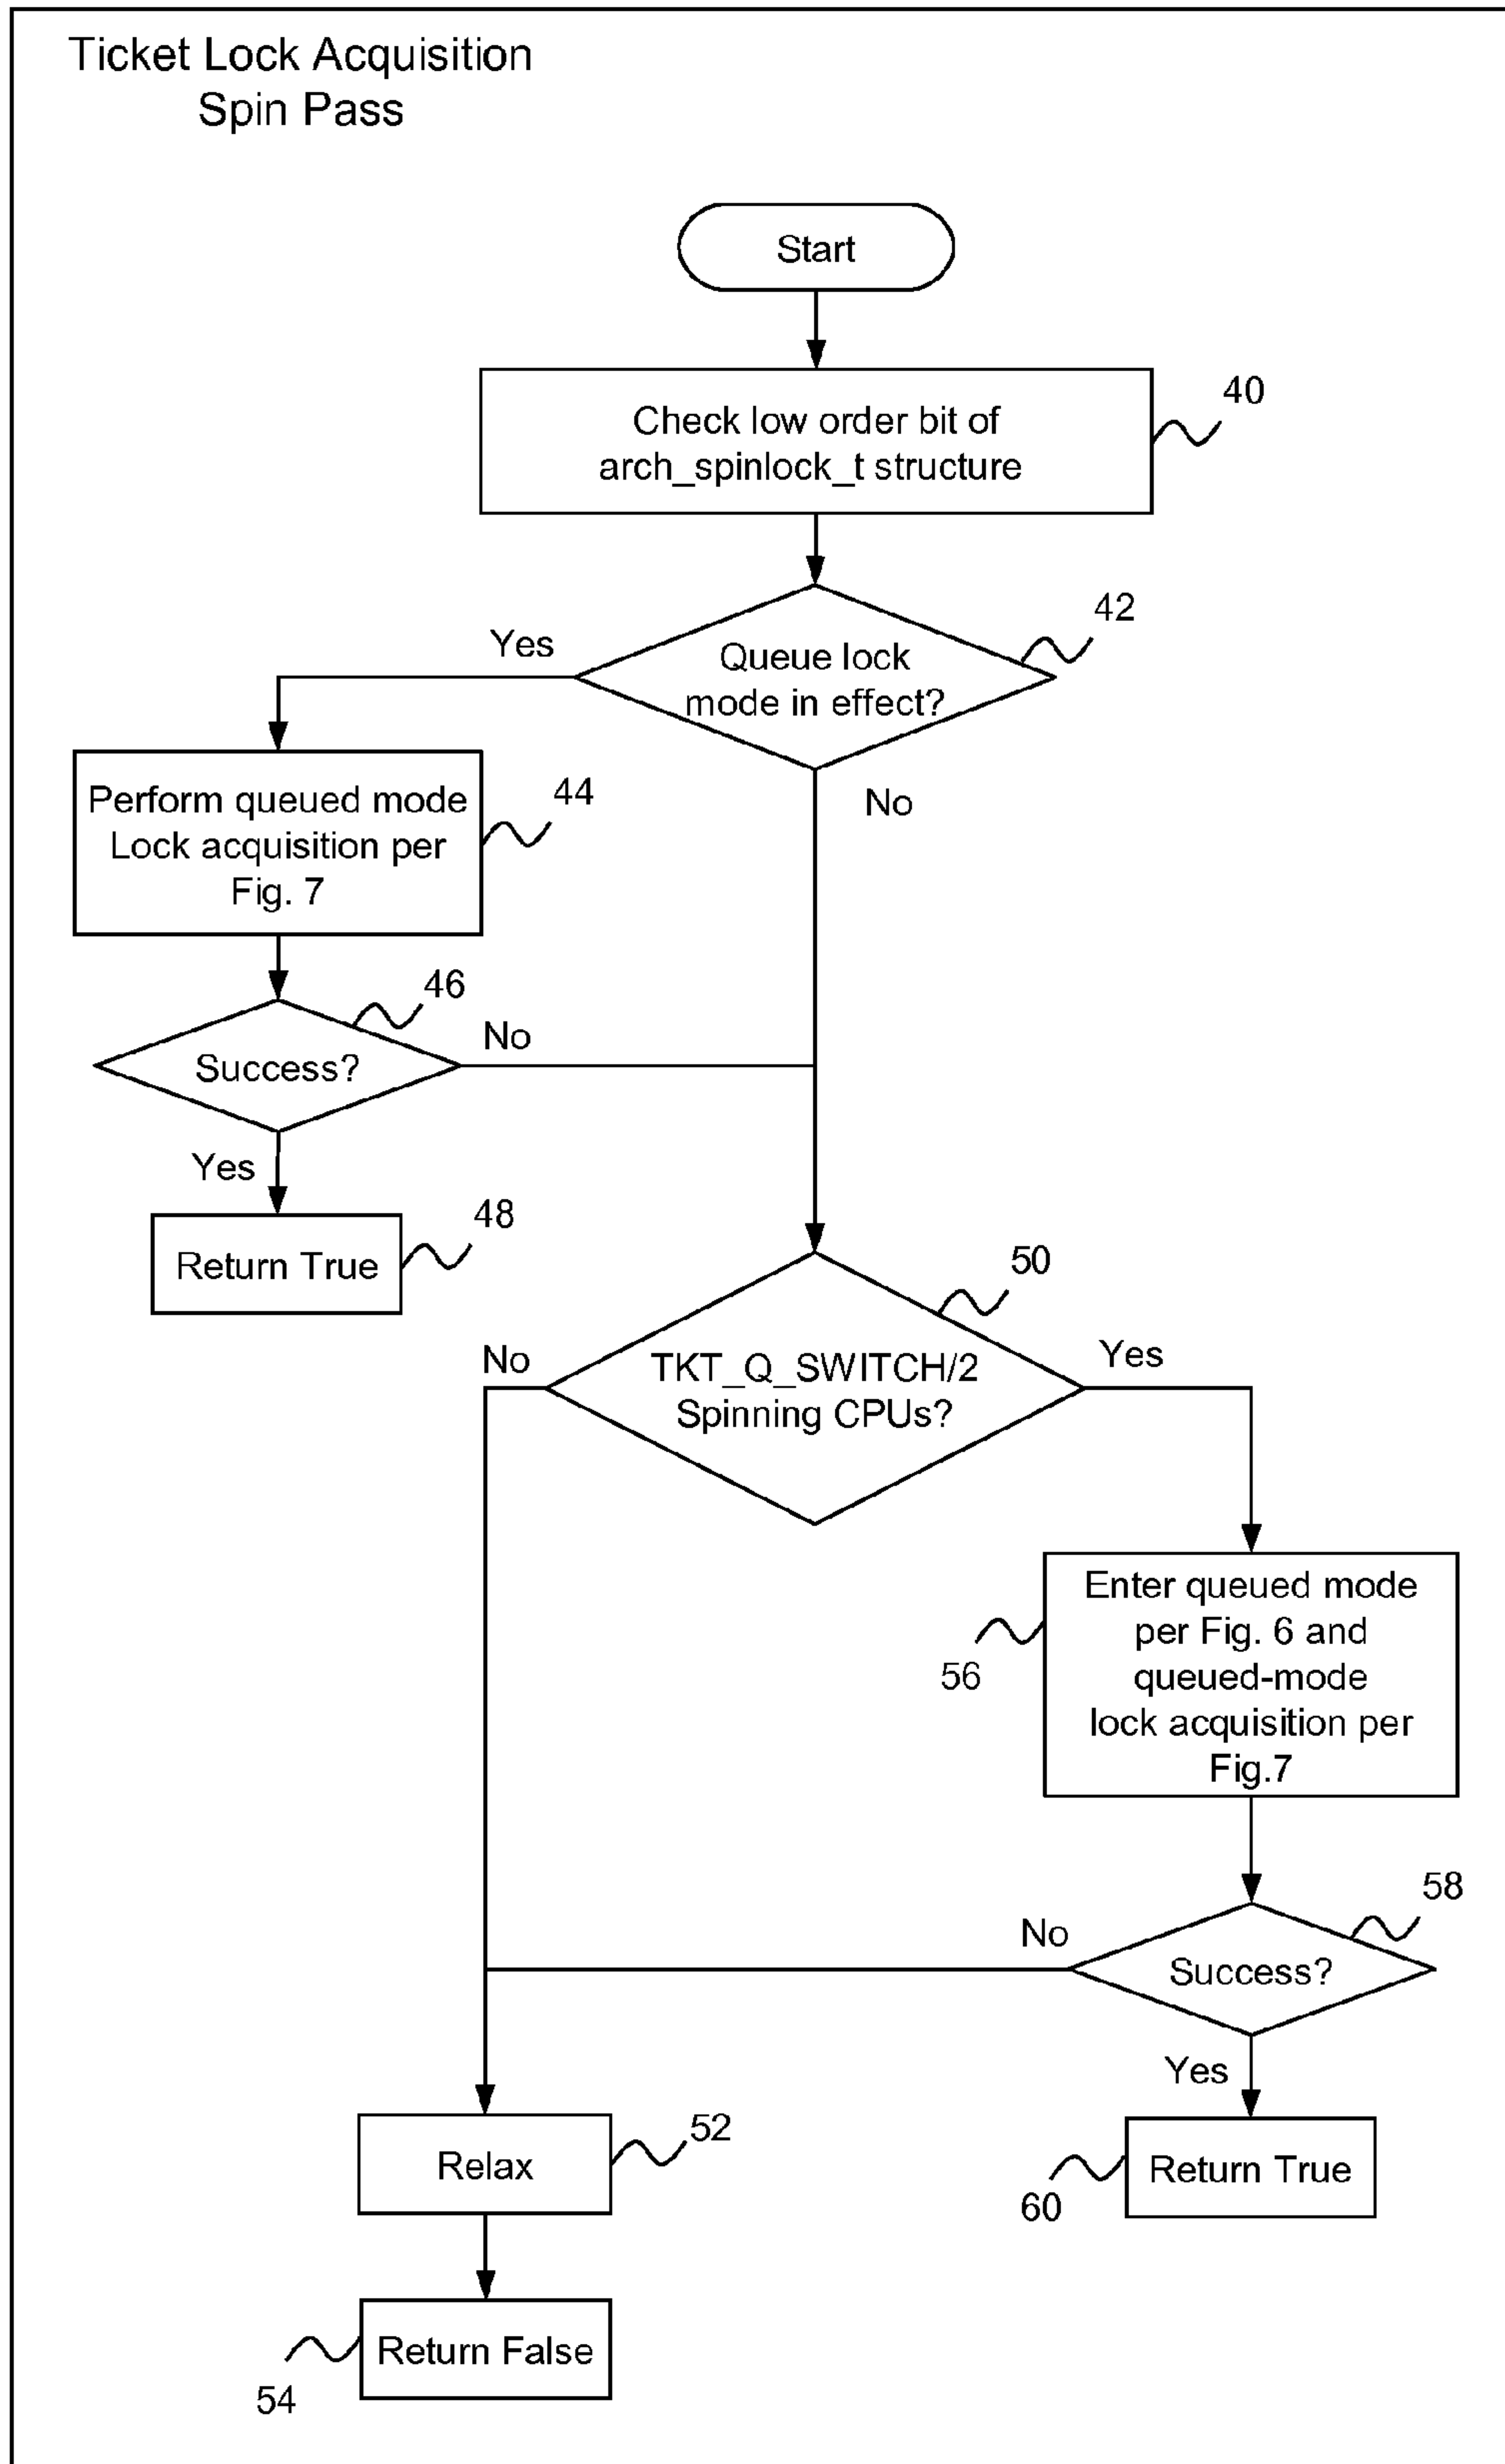 Ticket Lock Acquisition
Spin Pass
Start
Check low order bit of
arch_spinlock_t structure
40
Queue lock
mode in effect?
42
Yes
No
Perform queued mode
Lock acquisition per
Fig. 7
44
Success?
46
No
Yes
Return True
48
TKT_Q_SWITCH/2
Spinning CPUs?
50
No
Yes
Enter queued mode
per Fig. 6 and
queued-mode
lock acquisition per
Fig.7
56
Success?
58
No
Yes
Relax
52
Return True
60
Return False
54